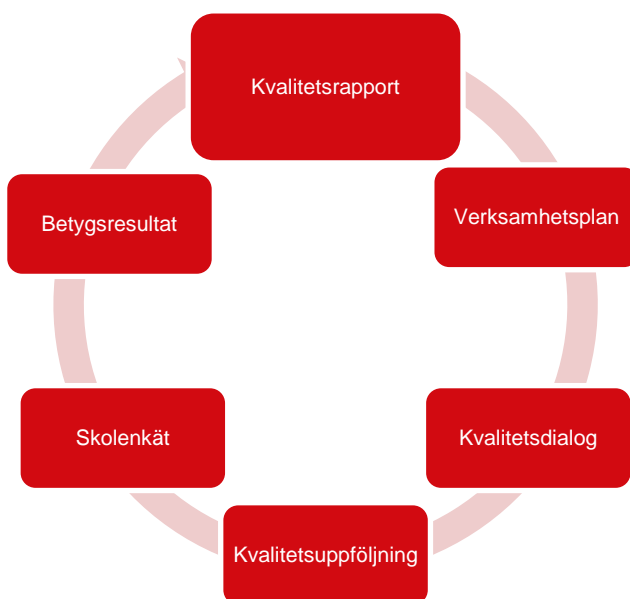 Kvalitetsrapport
Verksamhetsplan
Kvalitetsdialog
Kvalitetsuppföljning
Skolenkät
Betygsresultat